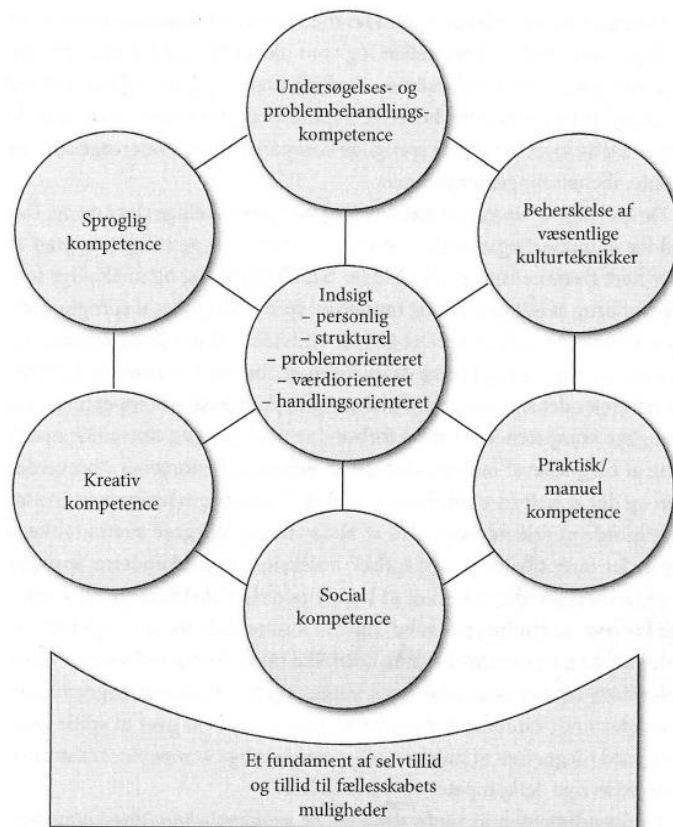 Undersøgelses- og
problembehandlings-
kompetence
Sproglig
kompetence
Beherskelse af
væsentlige
kulturteknikker
Indsigt
– personlig
– strukturel
– problemorienteret
– værdiorienteret
– handlingsorienteret
Kreativ
kompetence
Praktisk/
manuel
kompetence
Social
kompetence
Et fundament af selvtillid
og tillid til fællesskabets
muligheder